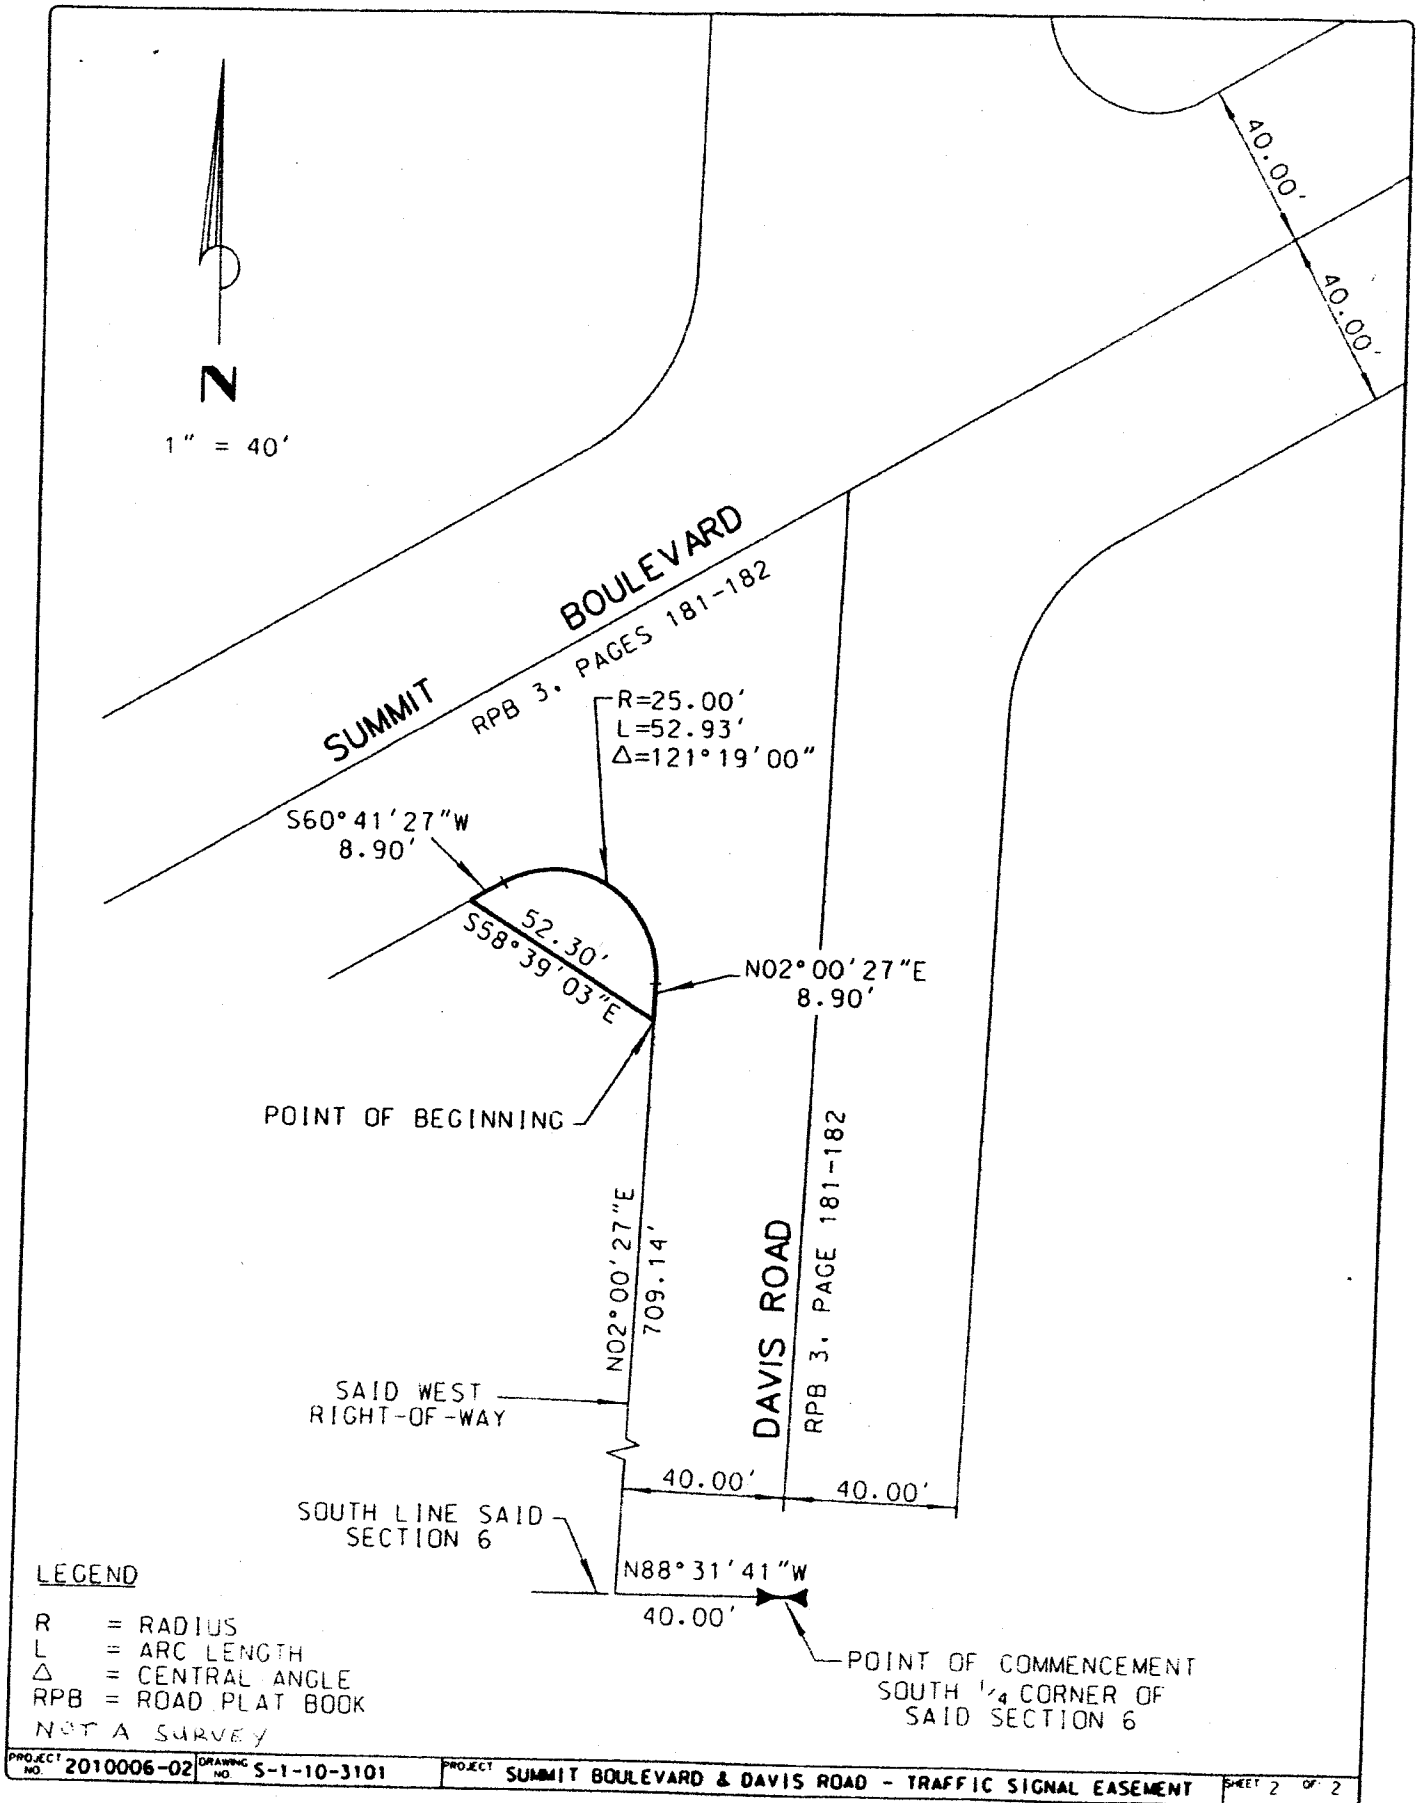 40.00'
40.00'
N
1" = 40'
SUMMIT BOULEVARD
RPB 3, PAGES 181-182
R=25.00'
L=52.93'
Δ=121°19'00"
S60°41'27"W
8.90'
52.30'
S58°39'03"E
N02°00'27"E
8.90'
POINT OF BEGINNING
N02°00'27"E
709.14'
DAVIS ROAD
RPB 3, PAGE 181-182
SAID WEST
RIGHT-OF-WAY
40.00'
40.00'
SOUTH LINE SAID
SECTION 6
N88°31'41"W
40.00'
POINT OF COMMENCEMENT
SOUTH 1/4 CORNER OF
SAID SECTION 6
LEGEND
R = RADIUS
L = ARC LENGTH
Δ = CENTRAL ANGLE
RPB = ROAD PLAT BOOK
NOT A SURVEY
PROJECT NO. 2010006-02 DRAWING NO. S-1-10-3101 PROJECT SUMMIT BOULEVARD & DAVIS ROAD - TRAFFIC SIGNAL EASEMENT SHEET 2 OF 2